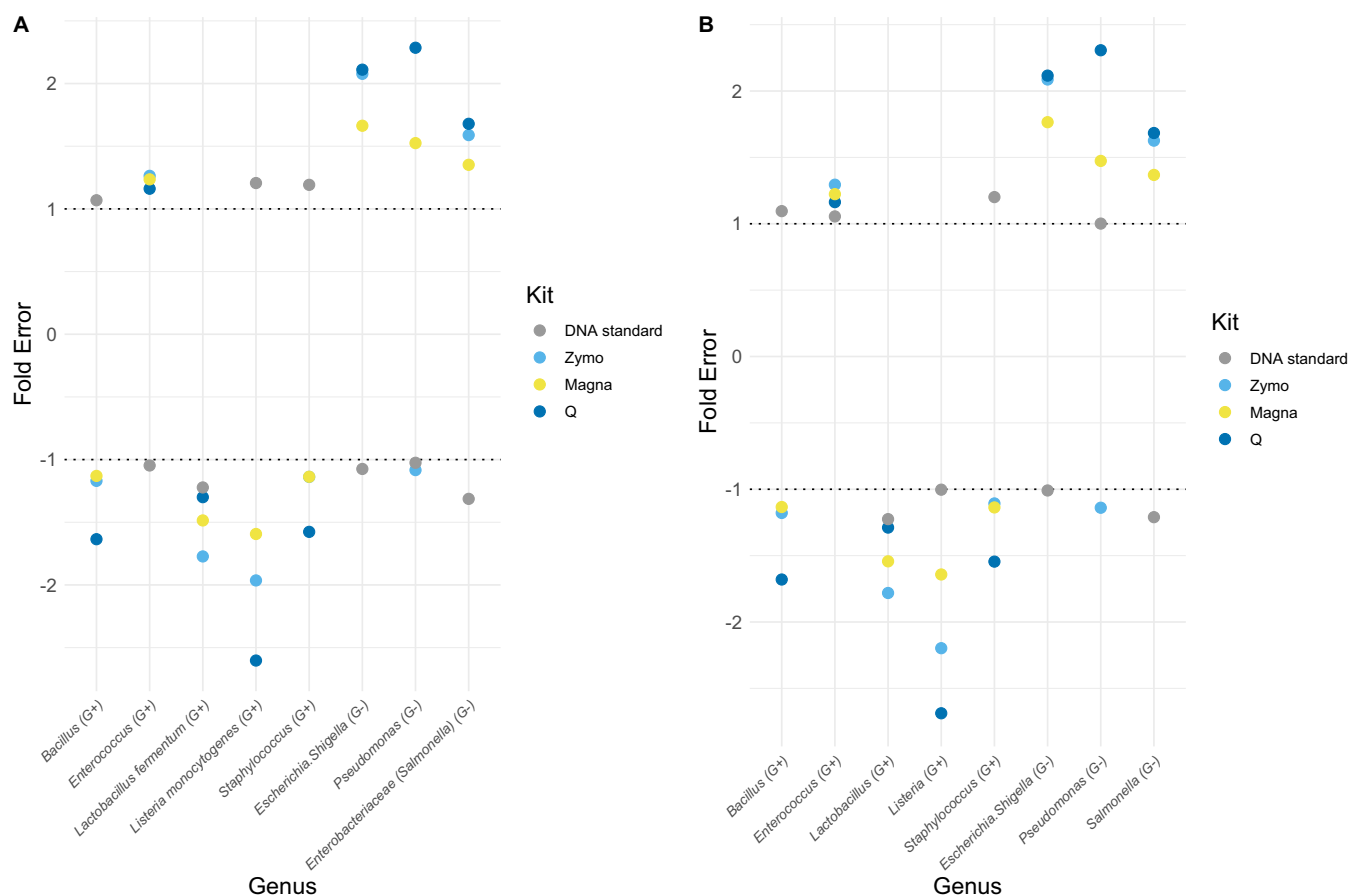 A
2
1
0
-1
-2
Fold Error
Bacillus (G+)
Enterococcus (G+)
Lactobacillus fermentum (G+)
Listeria monocytogenes (G+)
Staphylococcus (G+)
Escherichia.Shigella (G-)
Pseudomonas (G-)
Enterobacteriaceae (Salmonella) (G-)
Genus
Kit
DNA standard
Zymo
Magna
Q
B
2
1
0
-1
-2
Fold Error
Bacillus (G+)
Enterococcus (G+)
Lactobacillus (G+)
Listeria (G+)
Staphylococcus (G+)
Escherichia.Shigella (G-)
Pseudomonas (G-)
Salmonella (G-)
Genus
Kit
DNA standard
Zymo
Magna
Q